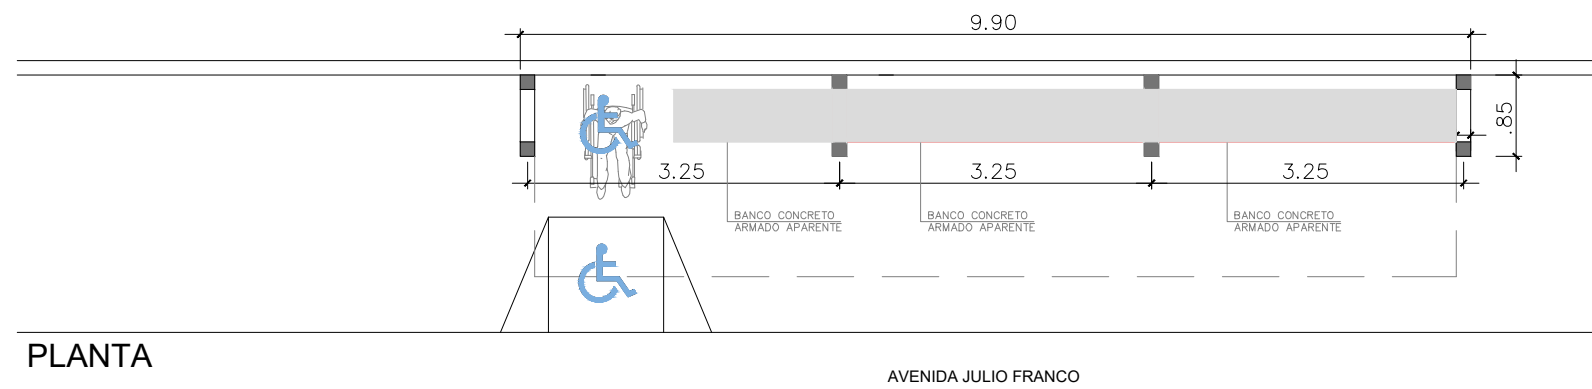 9.90
.85
3.25
3.25
3.25
BANCO CONCRETO
ARMADO APARENTE
BANCO CONCRETO
ARMADO APARENTE
BANCO CONCRETO
ARMADO APARENTE
PLANTA
AVENIDA JULIO FRANCO